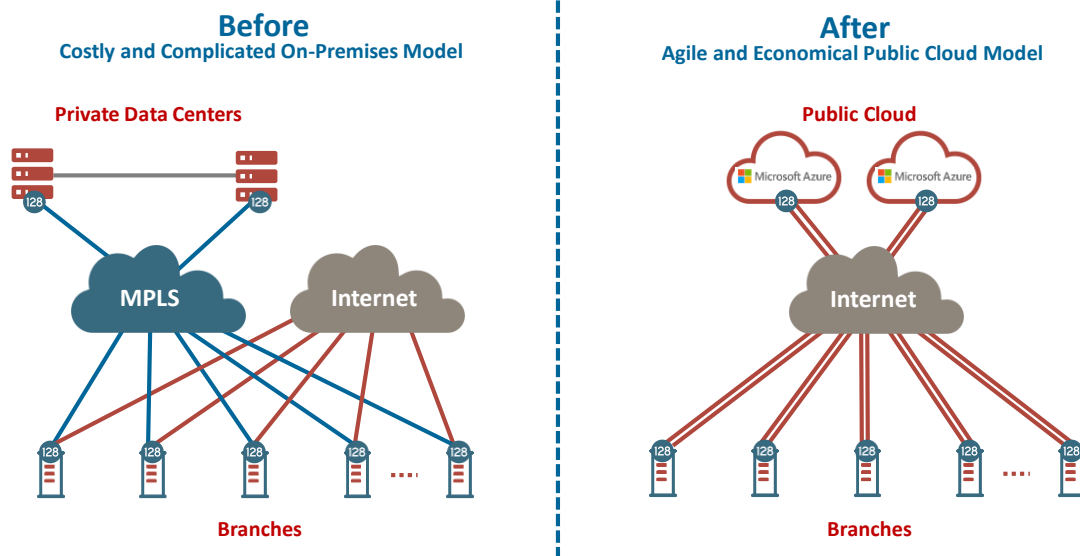 Before
Costly and Complicated On-Premises Model
Private Data Centers
128
128
MPLS
Internet
128
128
128
128
128
Branches
After
Agile and Economical Public Cloud Model
Public Cloud
Microsoft Azure
Microsoft Azure
128
128
Internet
128
128
128
128
128
Branches